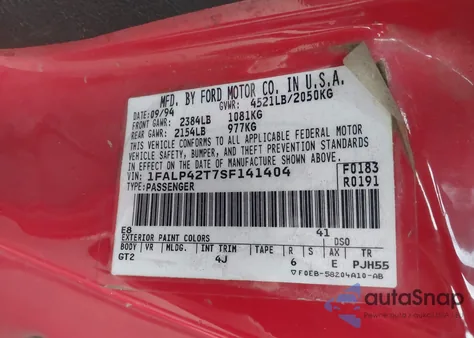 MFD. BY FORD MOTOR CO. IN U.S.A.
DATE: 09/94 GVWR: 4521LB/2050KG
FRONT GAWR: 2384LB 1081KG
REAR GAWR: 2154LB 977KG
THIS VEHICLE CONFORMS TO ALL APPLICABLE FEDERAL MOTOR
VEHICLE SAFETY, BUMPER, AND THEFT PREVENTION STANDARDS
IN EFFECT ON THE DATE OF MANUFACTURE SHOWN ABOVE.
VIN: 1FALP42T7SF141404 F0183
TYPE: PASSENGER R0191
E8 41
EXTERIOR PAINT COLORS DSO
BODY VR MLDG. INT TRIM TAPE R S AX TR
GT2 4J 6 E PJH55
▽F0EB-58204A10-AB
autoSnap